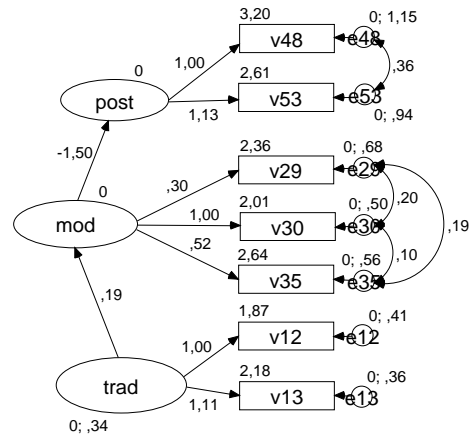 3,20
0; 1,15
v48
e48
0
1,00
,36
post
2,61
v53
e53
1,13
0; ,94
-1,50
2,36
0; ,68
v29
e29
0
,30
2,01
0; ,50
,20
mod
1,00
v30
e30
,19
,52
2,64
0; ,56
,10
v35
e35
,19
1,87
0; ,41
v12
e12
1,00
2,18
0; ,36
trad
v13
e13
1,11
0; ,34